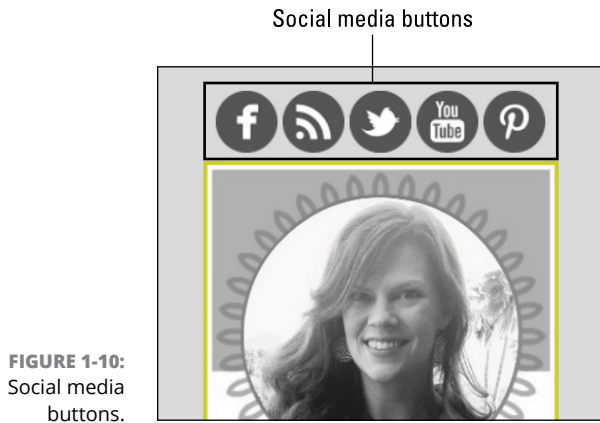 Social media buttons
f
You
Tube
FIGURE 1-10:
Social media
buttons.